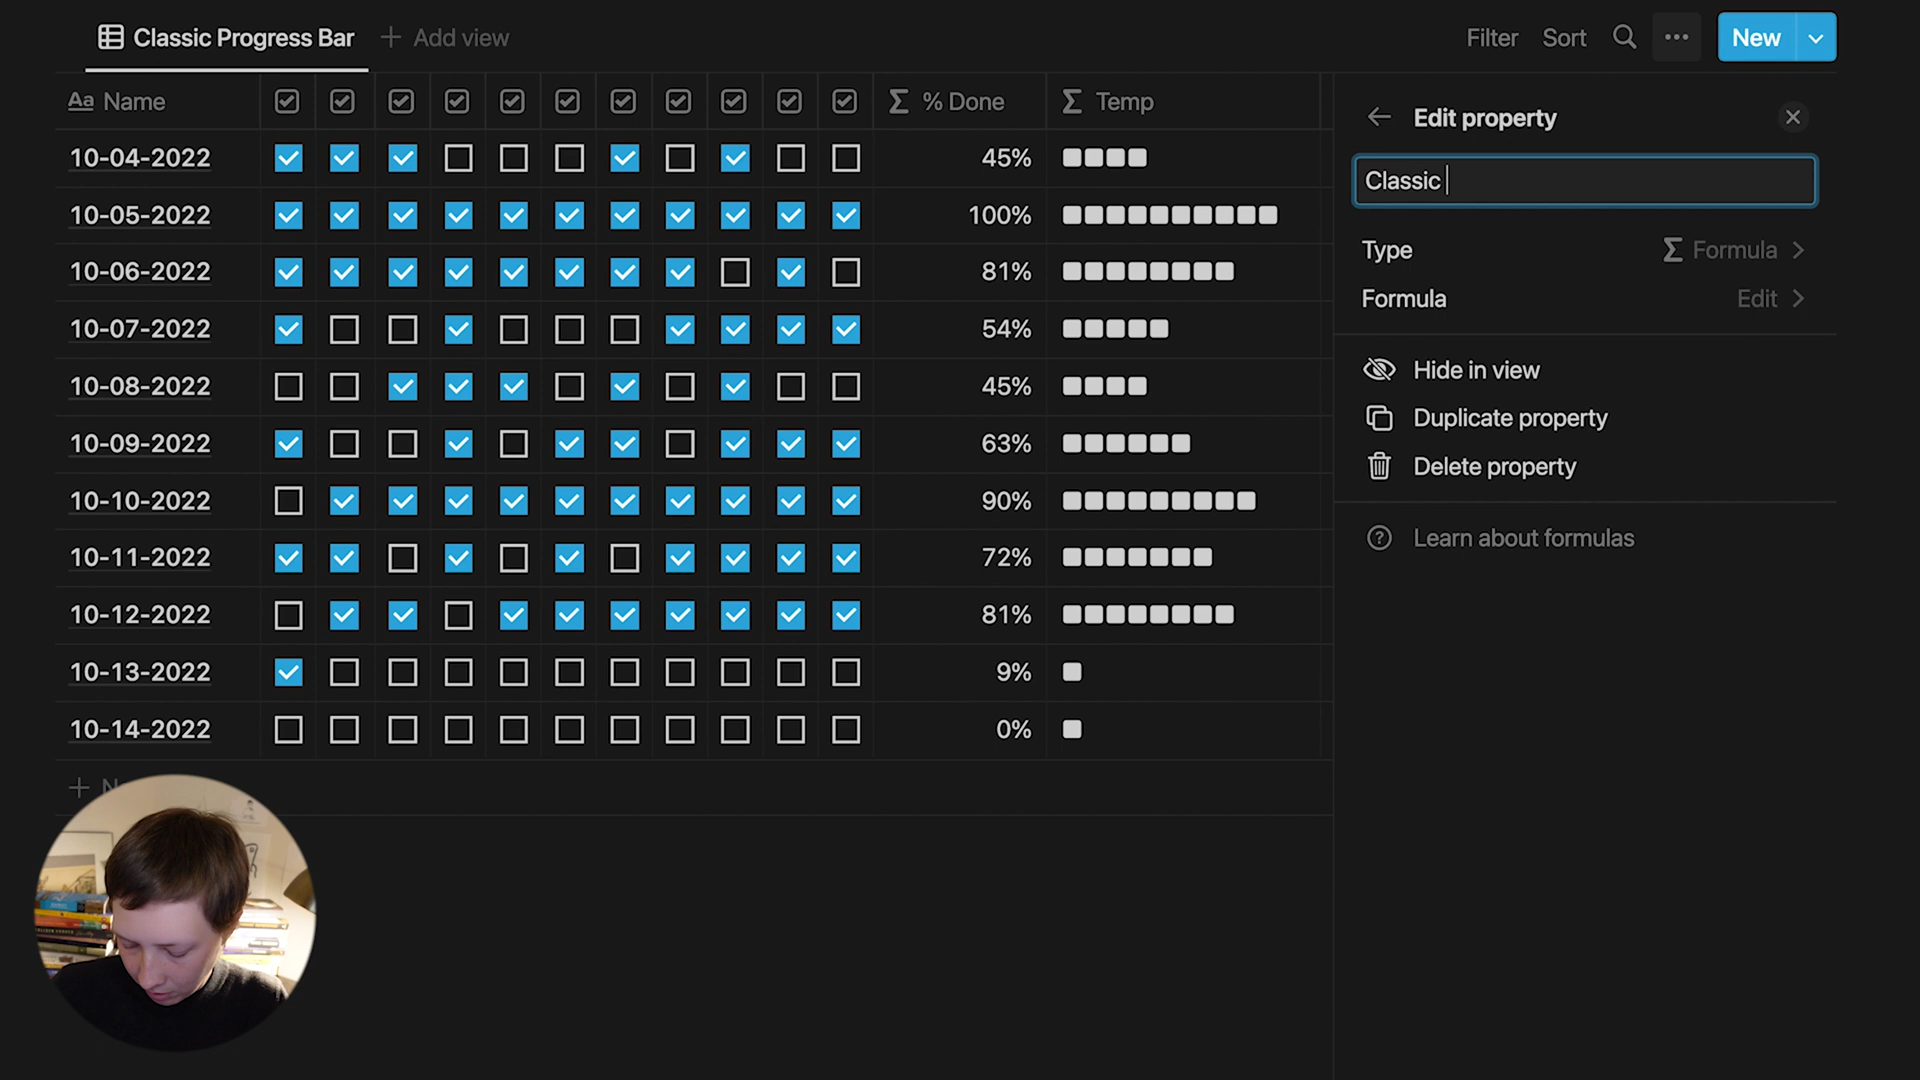 Classic Progress Bar
Add view
Filter
Sort
New
Aa Name
% Done
Temp
10-04-2022
45%
10-05-2022
100%
10-06-2022
81%
10-07-2022
54%
10-08-2022
45%
10-09-2022
63%
10-10-2022
90%
10-11-2022
72%
10-12-2022
81%
10-13-2022
9%
10-14-2022
0%
Edit property
Classic
Type
Formula
Formula
Edit
Hide in view
Duplicate property
Delete property
Learn about formulas